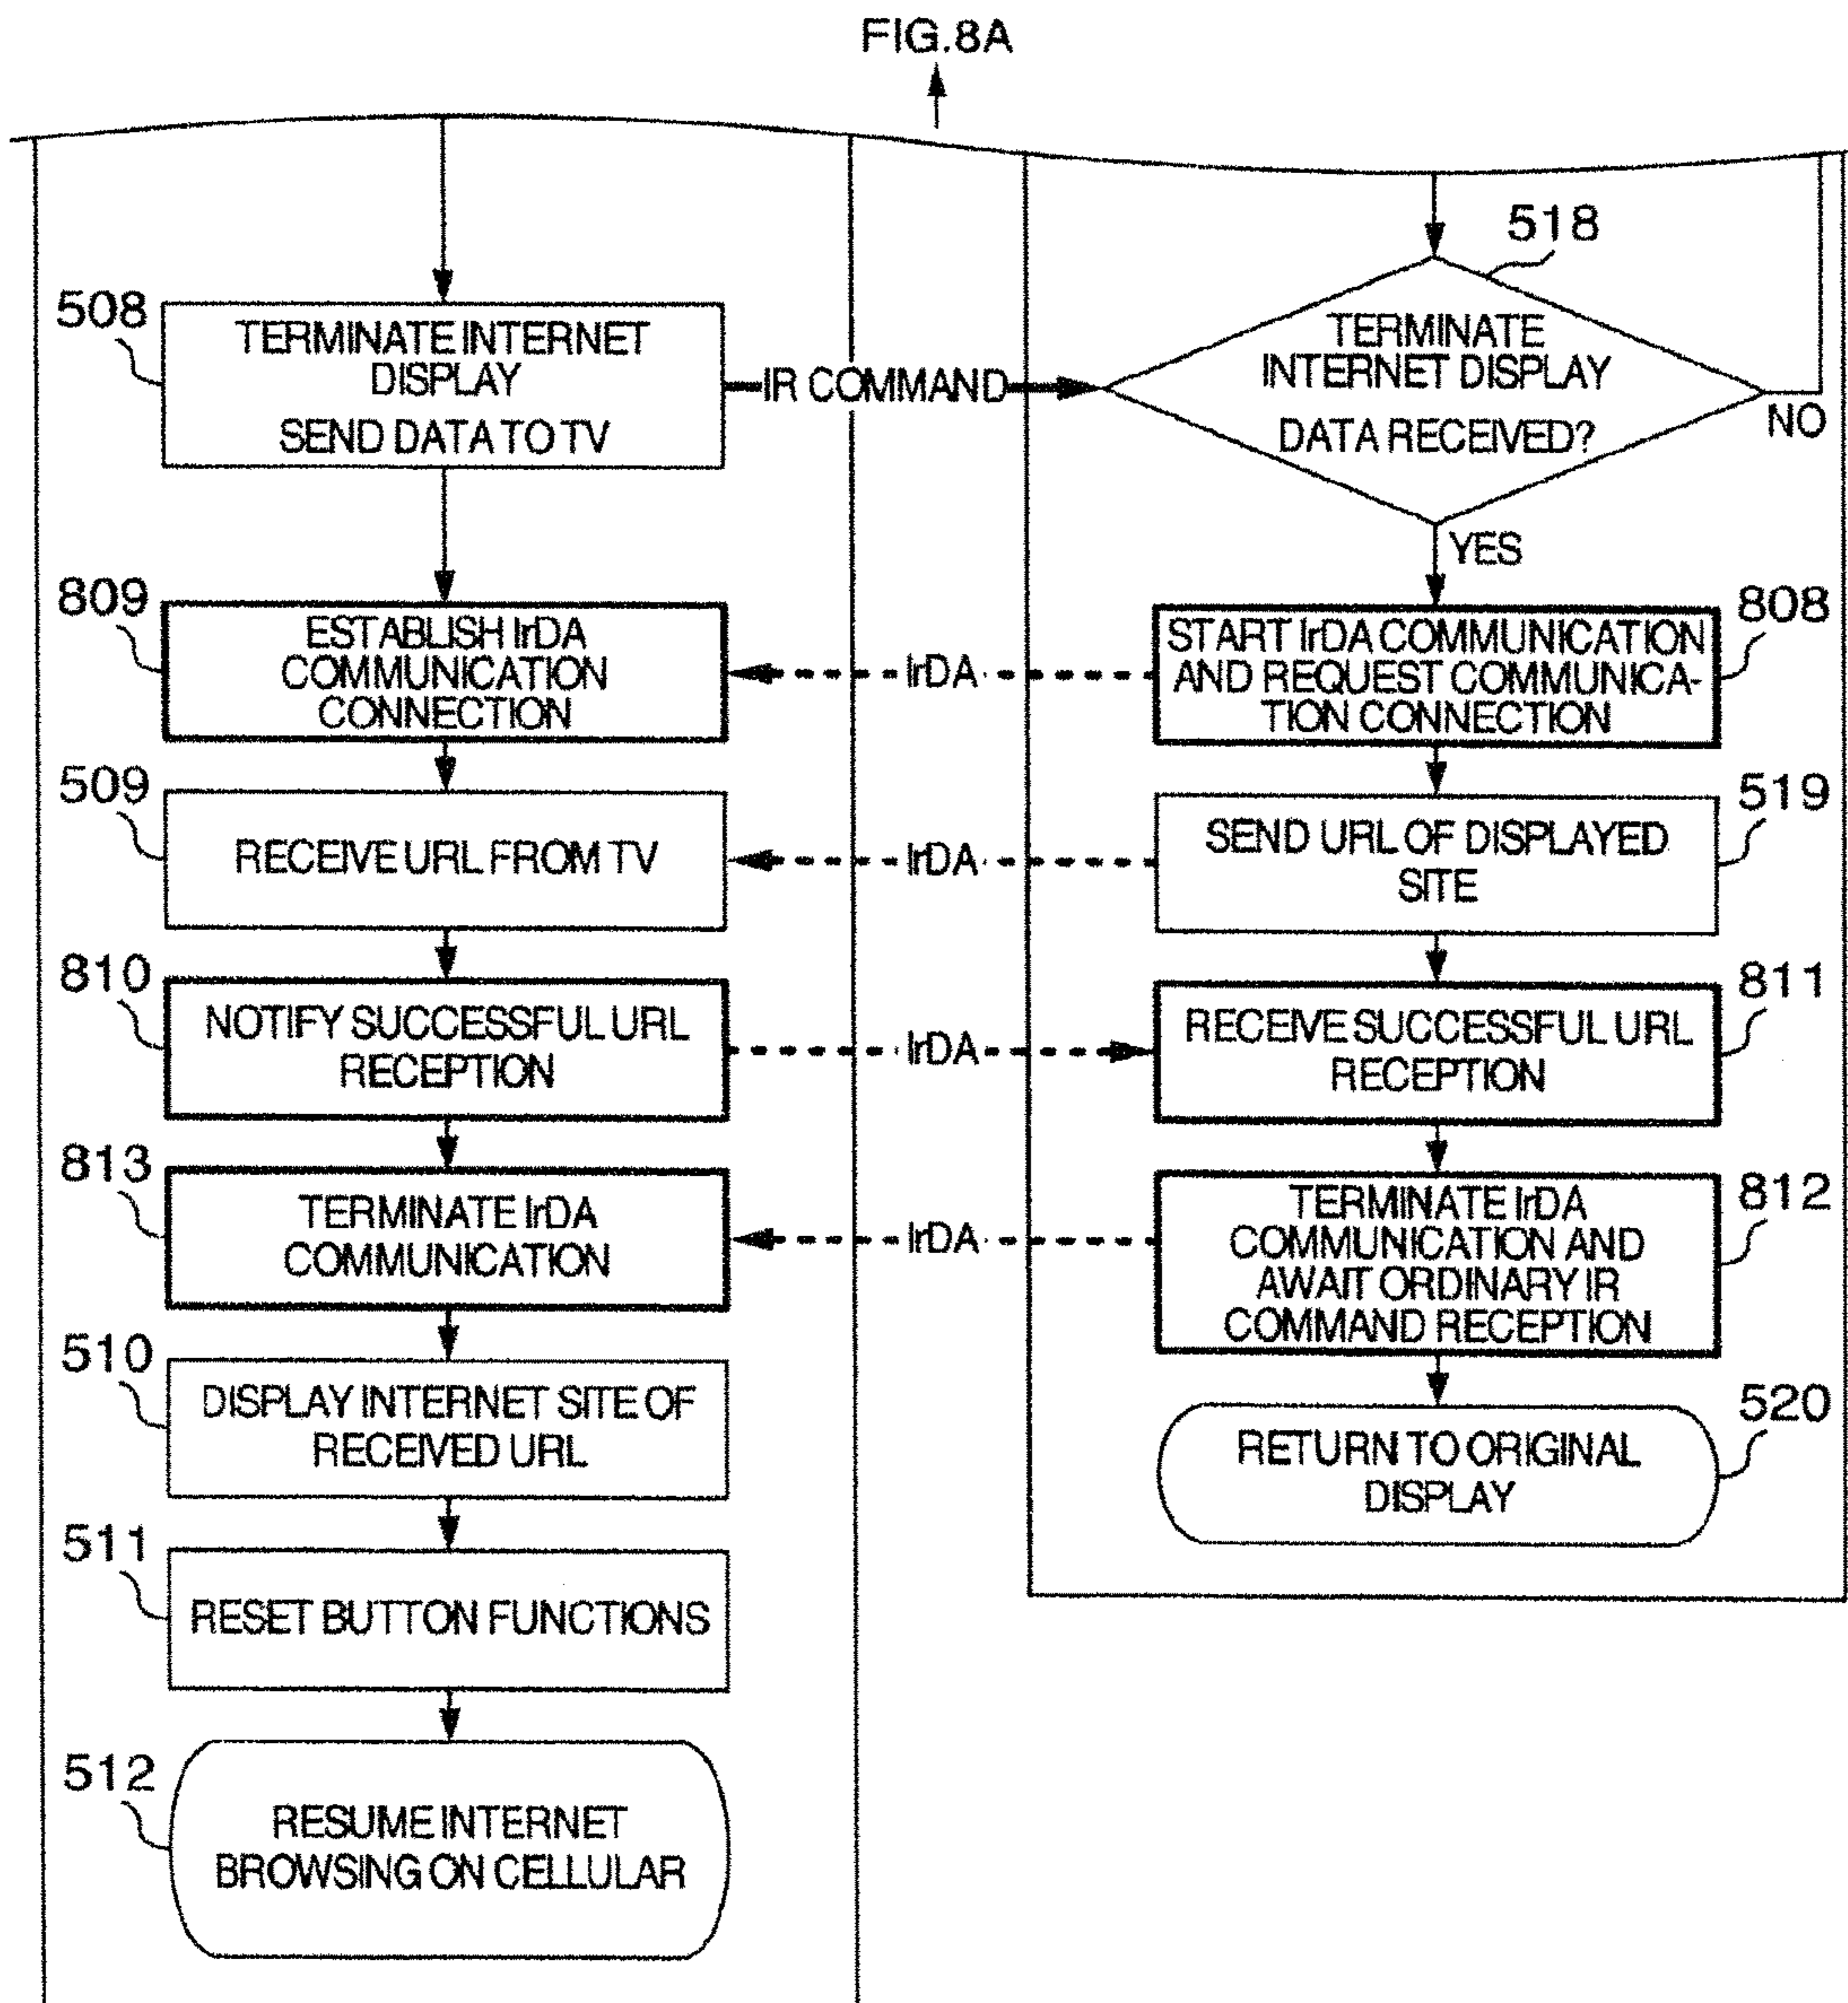 FIG.8A
508
TERMINATE INTERNET
DISPLAY
SEND DATA TO TV
IR COMMAND
518
TERMINATE
INTERNET DISPLAY
DATA RECEIVED?
NO
YES
809
ESTABLISH IrDA
COMMUNICATION
CONNECTION
IrDA
808
START IrDA COMMUNICATION
AND REQUEST COMMUNICA-
TION CONNECTION
509
RECEIVE URL FROM TV
IrDA
519
SEND URL OF DISPLAYED
SITE
810
NOTIFY SUCCESSFUL URL
RECEPTION
IrDA
811
RECEIVE SUCCESSFUL URL
RECEPTION
813
TERMINATE IrDA
COMMUNICATION
IrDA
812
TERMINATE IrDA
COMMUNICATION AND
AWAIT ORDINARY IR
COMMAND RECEPTION
510
DISPLAY INTERNET SITE OF
RECEIVED URL
520
RETURN TO ORIGINAL
DISPLAY
511
RESET BUTTON FUNCTIONS
512
RESUME INTERNET
BROWSING ON CELLULAR